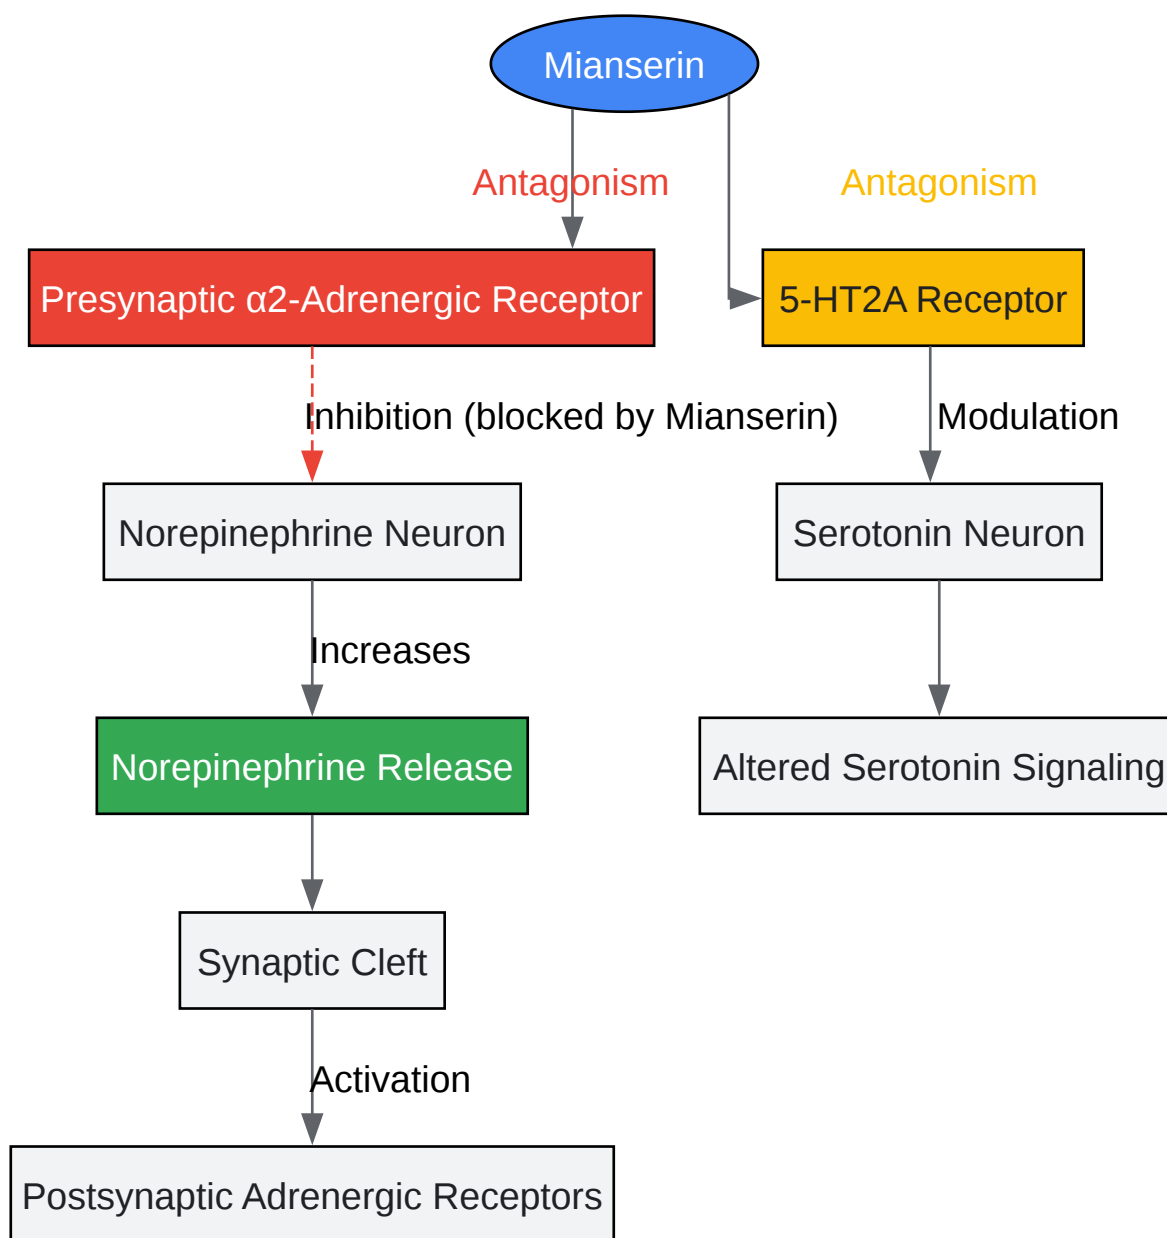 Mianserin
Antagonism
Antagonism
Presynaptic α2-Adrenergic Receptor
5-HT2A Receptor
Inhibition (blocked by Mianserin)
Modulation
Norepinephrine Neuron
Serotonin Neuron
Increases
Norepinephrine Release
Altered Serotonin Signaling
Synaptic Cleft
Activation
Postsynaptic Adrenergic Receptors